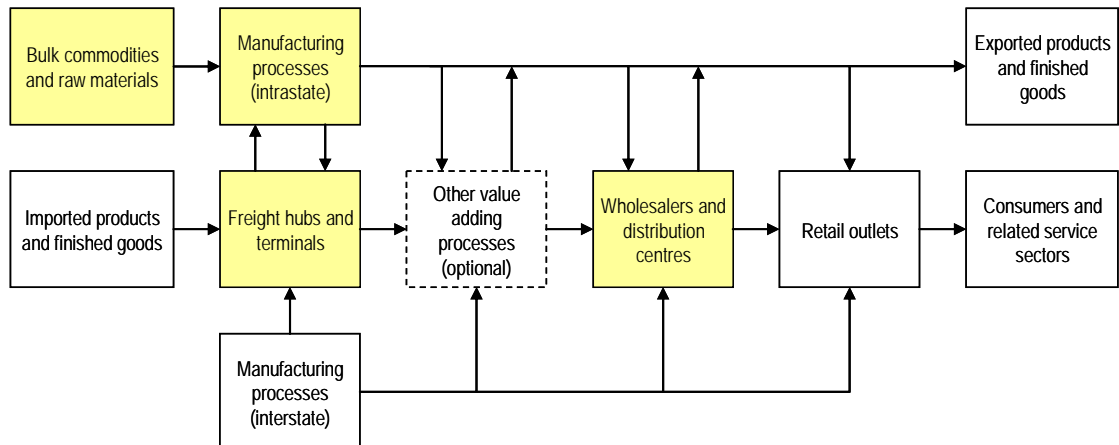 Bulk commodities
and raw materials
Manufacturing
processes
(intrastate)
Exported products
and finished
goods
Imported products
and finished goods
Freight hubs and
terminals
Other value
adding
processes
(optional)
Wholesalers and
distribution
centres
Retail outlets
Consumers and
related service
sectors
Manufacturing
processes
(interstate)